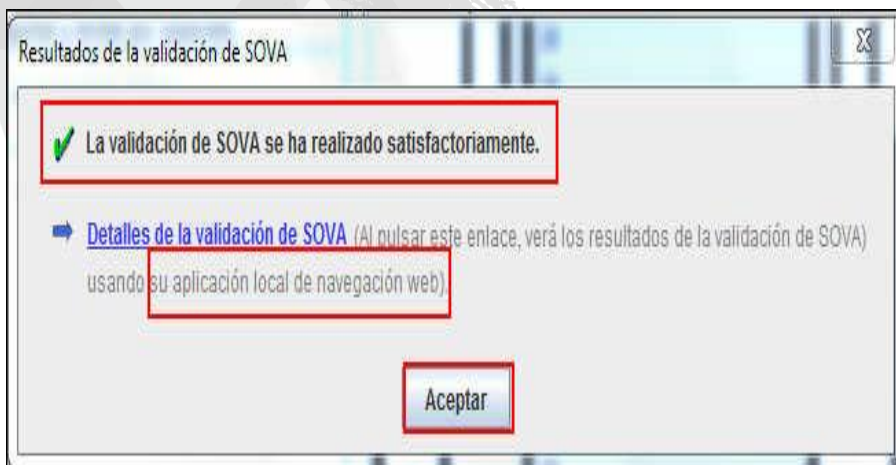 Resultados de la validación de SOVA
La validación de SOVA se ha realizado satisfactoriamente.
Detalles de la validación de SOVA (Al pulsar este enlace, verá los resultados de la validación de SOVA)
usando su aplicación local de navegación web).
Aceptar